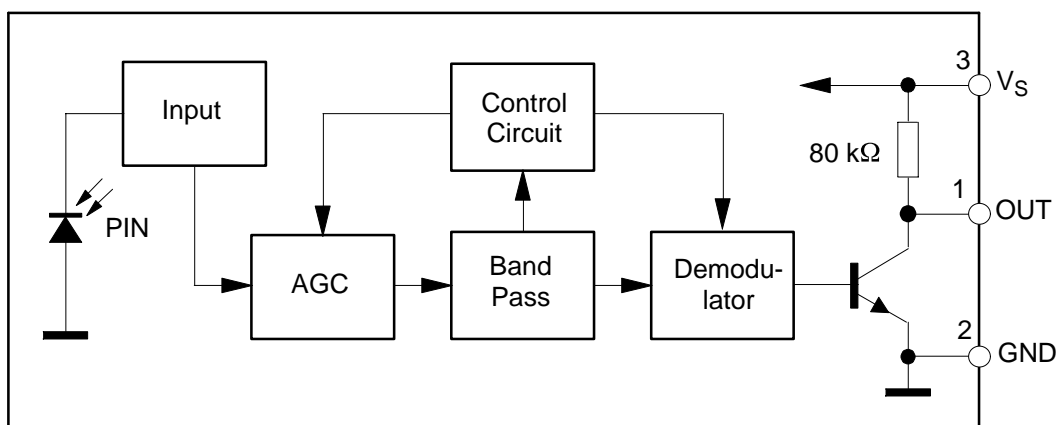 Input
Control
Circuit
3
V_S
80 kΩ
1
OUT
PIN
AGC
Band
Pass
Demodu-
lator
2
GND